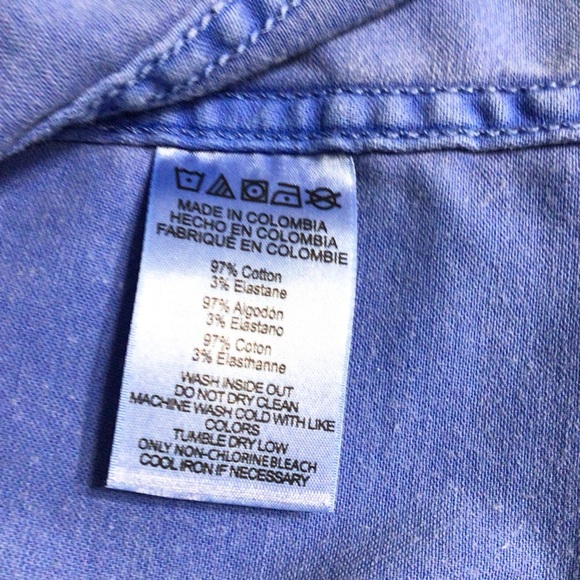 MADE IN COLOMBIA
HECHO EN COLOMBIA
FABRIQUÉ EN COLOMBIE
97% Cotton
3% Elastane
97% Algodón
3% Elastano
97% Coton
3% Elasthanne
WASH INSIDE OUT
DO NOT DRY CLEAN
MACHINE WASH COLD WITH LIKE
COLORS
TUMBLE DRY LOW
ONLY NON-CHLORINE BLEACH
COOL IRON IF NECESSARY